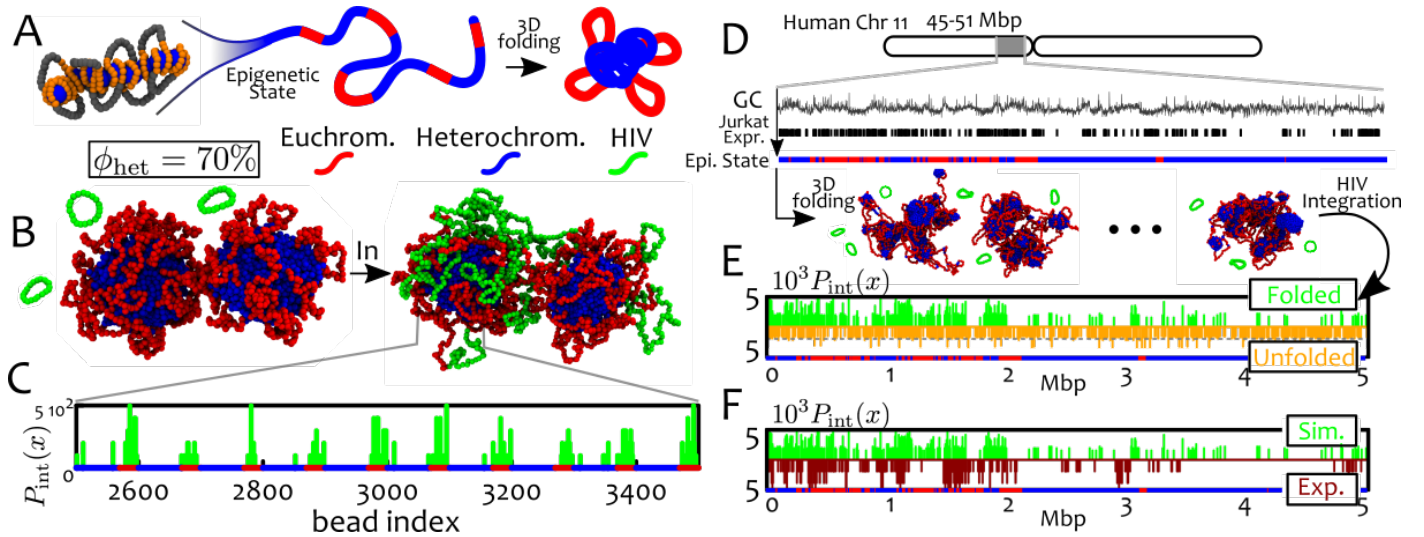 A
Epigenetic
State
3D
folding
ϕhet = 70%
Euchrom.
Heterochrom.
HIV
B
In
C
5 10²
Pint(x)
0
2600
2800
3000
3200
3400
bead index
D
Human Chr 11
45-51 Mbp
GC
Jurkat
Expr.
Epi. State
3D
folding
HIV
Integration
E
10³Pint(x)
5
5
Folded
Unfolded
0
1
2
3
4
5
Mbp
F
10³Pint(x)
5
5
Sim.
Exp.
0
1
2
3
4
5
Mbp